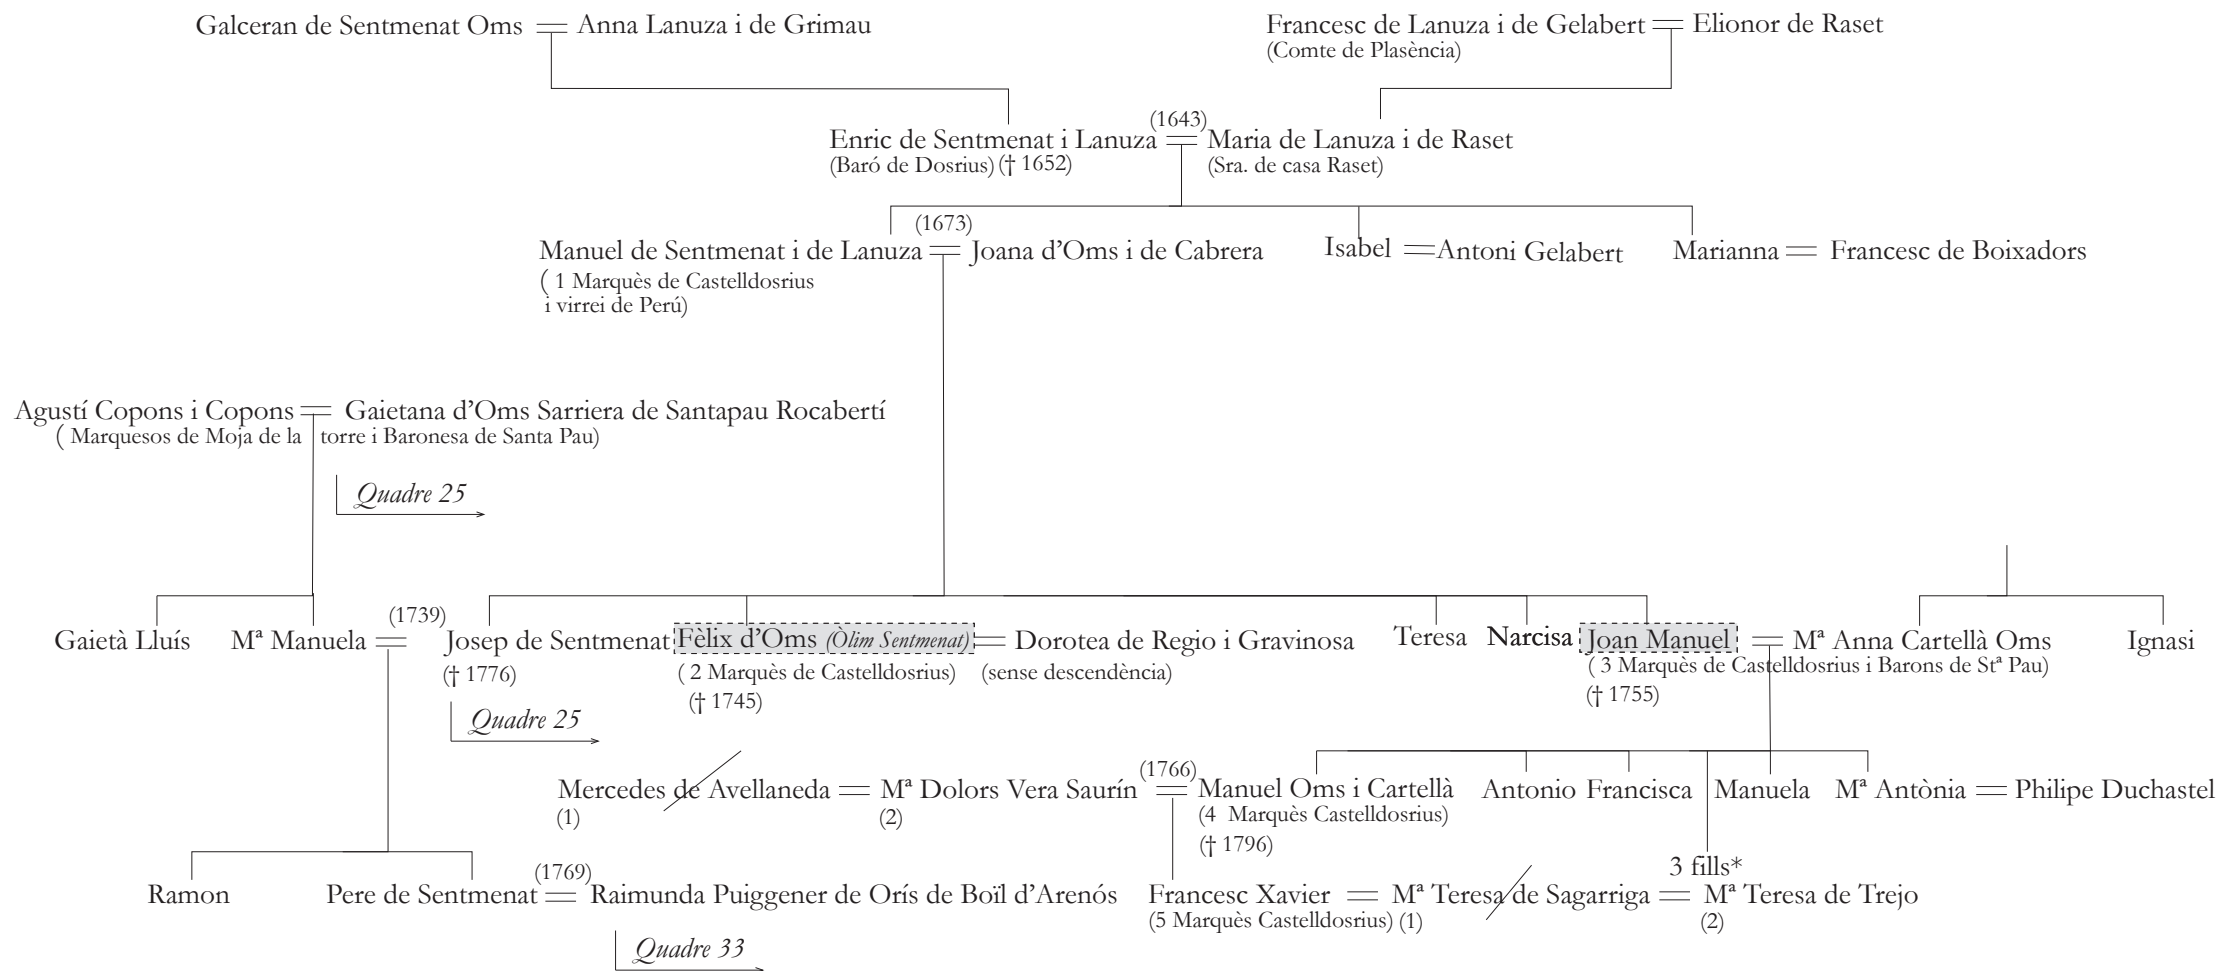 Galceran de Sentmenat Oms Anna Lanuza i de Grimau
Francesc de Lanuza i de Gelabert Elionor de Raset
(Comte de Plasència)
(1643)
Enric de Sentmenat i Lanuza Maria de Lanuza i de Raset
(Baró de Dosrius) († 1652) (Sra. de casa Raset)
(1673)
Manuel de Sentmenat i de Lanuza Joana d'Oms i de Cabrera Isabel Antoni Gelabert Marianna Francesc de Boixadors
( 1 Marquès de Castelldosrius
i virrei de Perú)
Agustí Copons i Copons Gaietana d'Oms Sarriera de Santapau Rocabertí
( Marquesos de Moja de la torre i Baronesa de Santa Pau)
Quadre 25
(1739)
Gaietà Lluís Mª Manuela Josep de Sentmenat Fèlix d'Oms (Òlim Sentmenat) Dorotea de Regio i Gravinosa Teresa Narcisa Joan Manuel Mª Anna Cartellà Oms Ignasi
(† 1776) ( 2 Marquès de Castelldosrius) (sense descendència) ( 3 Marquès de Castelldosrius i Barons de Stª Pau)
(† 1745) († 1755)
Quadre 25
(1766)
Mercedes de Avellaneda Mª Dolors Vera Saurín Manuel Oms i Cartellà Antonio Francisca Manuela Mª Antònia Philipe Duchastel
(1) (2) (4 Marquès Castelldosrius)
(† 1796)
(1769) 3 fills*
Ramon Pere de Sentmenat Raimunda Puiggener de Orís de Boïl d'Arenós Francesc Xavier Mª Teresa de Sagarriga Mª Teresa de Trejo
(5 Marquès Castelldosrius) (1) (2)
Quadre 33